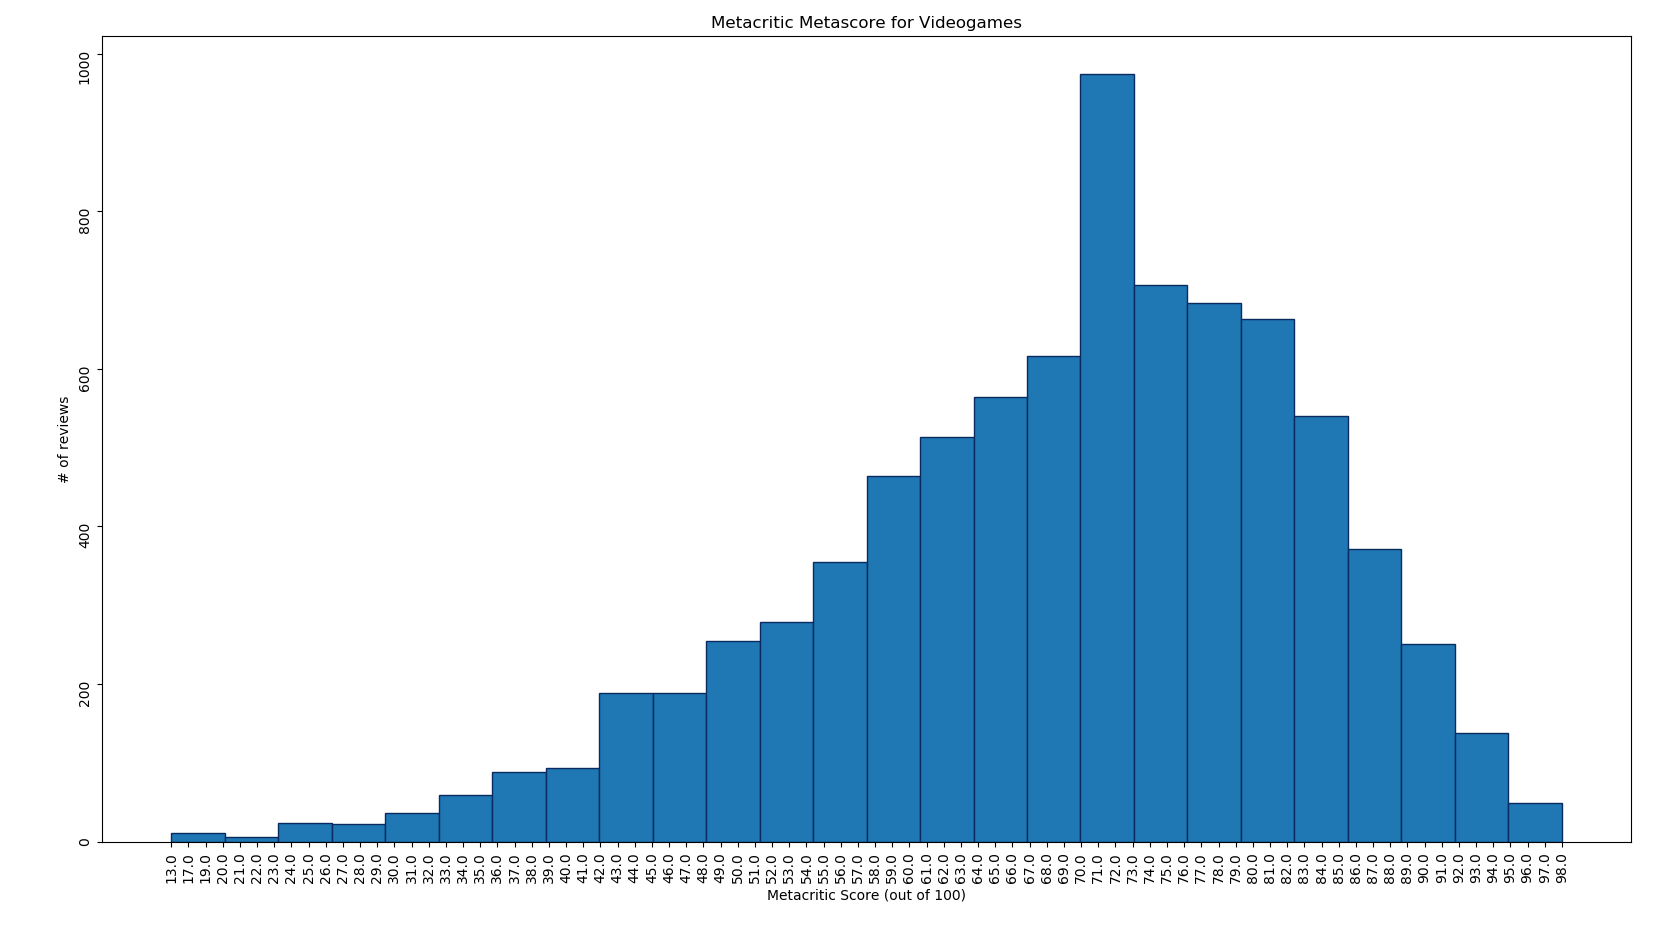 Metacritic Metascore for Videogames
1000
800
600
400
200
0
# of reviews
13.0 17.0 19.0 20.0 21.0 22.0 23.0 24.0 25.0 26.0 27.0 28.0 29.0 30.0 31.0 32.0 33.0 34.0 35.0 36.0 37.0 38.0 39.0 40.0 41.0 42.0 43.0 44.0 45.0 46.0 47.0 48.0 49.0 50.0 51.0 52.0 53.0 54.0 55.0 56.0 57.0 58.0 59.0 60.0 61.0 62.0 63.0 64.0 65.0 66.0 67.0 68.0 69.0 70.0 71.0 72.0 73.0 74.0 75.0 76.0 77.0 78.0 79.0 80.0 81.0 82.0 83.0 84.0 85.0 86.0 87.0 88.0 89.0 90.0 91.0 92.0 93.0 94.0 95.0 96.0 97.0 98.0
Metacritic Score (out of 100)